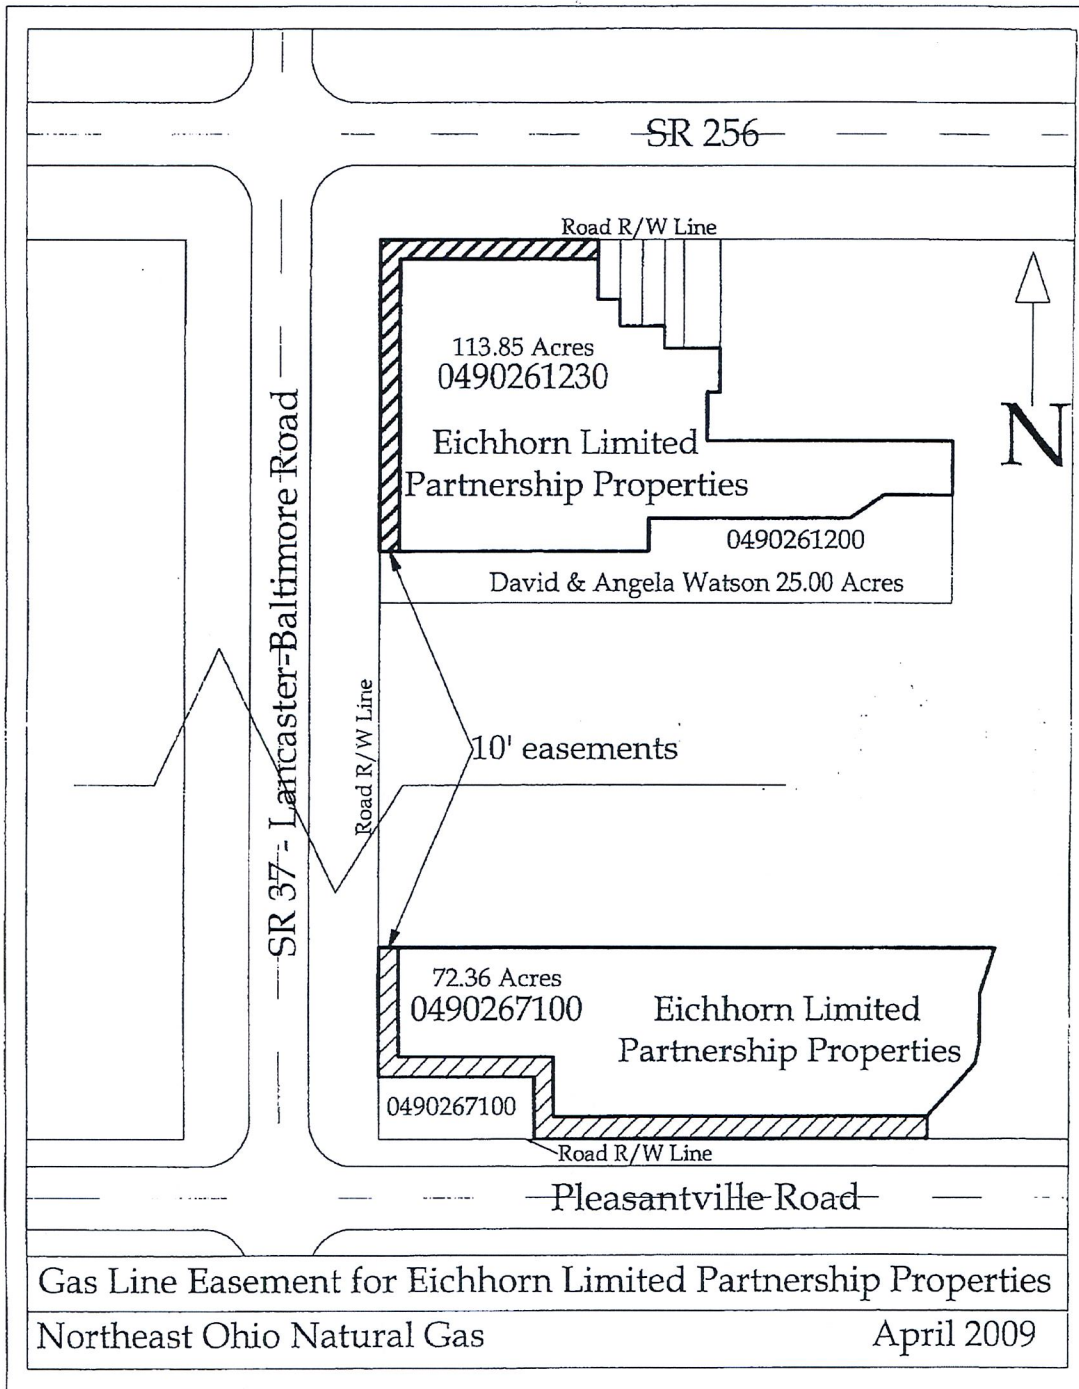 SR 256
Road R/W Line
113.85 Acres
0490261230
Eichhorn Limited
Partnership Properties
N
0490261200
David & Angela Watson 25.00 Acres
SR 37 - Lancaster-Baltimore Road
Road R/W Line
10' easements
72.36 Acres
0490267100
Eichhorn Limited
Partnership Properties
0490267100
Road R/W Line
Pleasantville Road
Gas Line Easement for Eichhorn Limited Partnership Properties
Northeast Ohio Natural Gas
April 2009